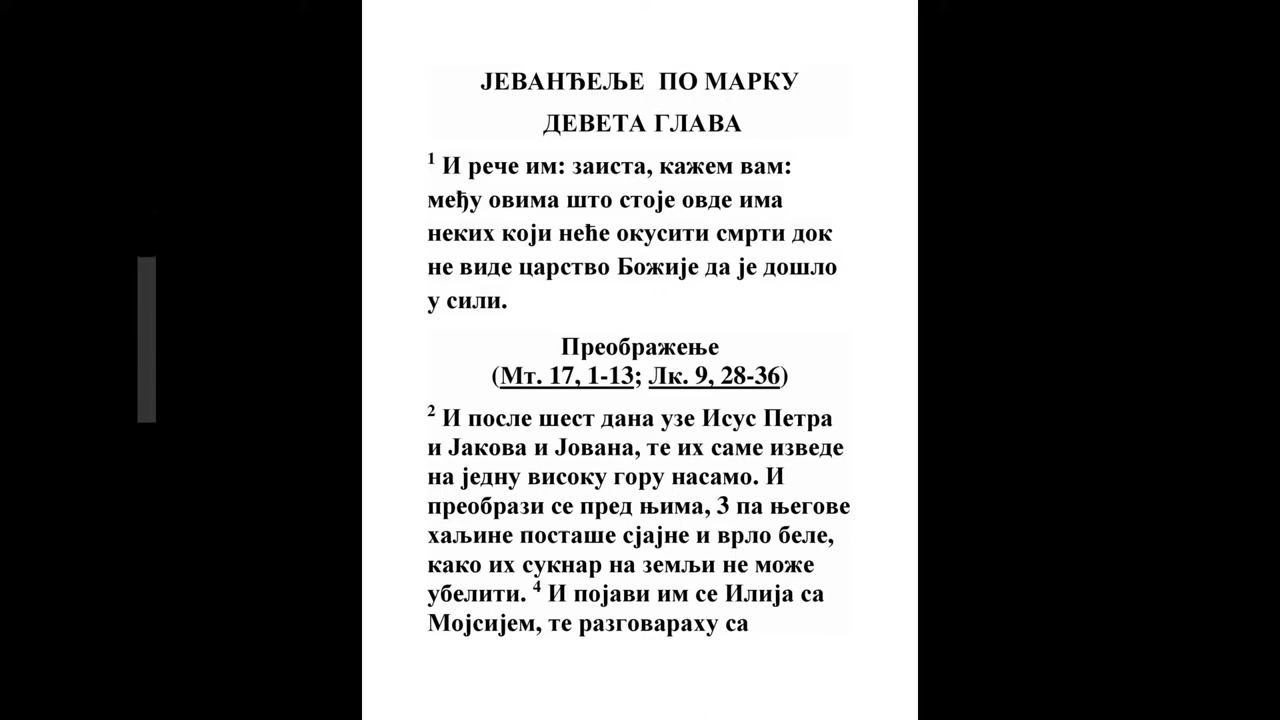 ЈЕВАНЂЕЉЕ ПО МАРКУ
ДЕВЕТА ГЛАВА
1 И рече им: заиста, кажем вам:
међу овима што стоје овде има
неких који неће окусити смрти док
не виде царство Божије да је дошло
у сили.
Преображење
(Мт. 17, 1-13; Лк. 9, 28-36)
2 И после шест дана узе Исус Петра
и Јакова и Јована, те их саме изведе
на једну високу гору насамо. И
преобрази се пред њима, 3 па његове
хаљине посташе сјајне и врло беле,
како их сукнар на земљи не може
убелити. 4 И појави им се Илија са
Мојсијем, те разговараху са